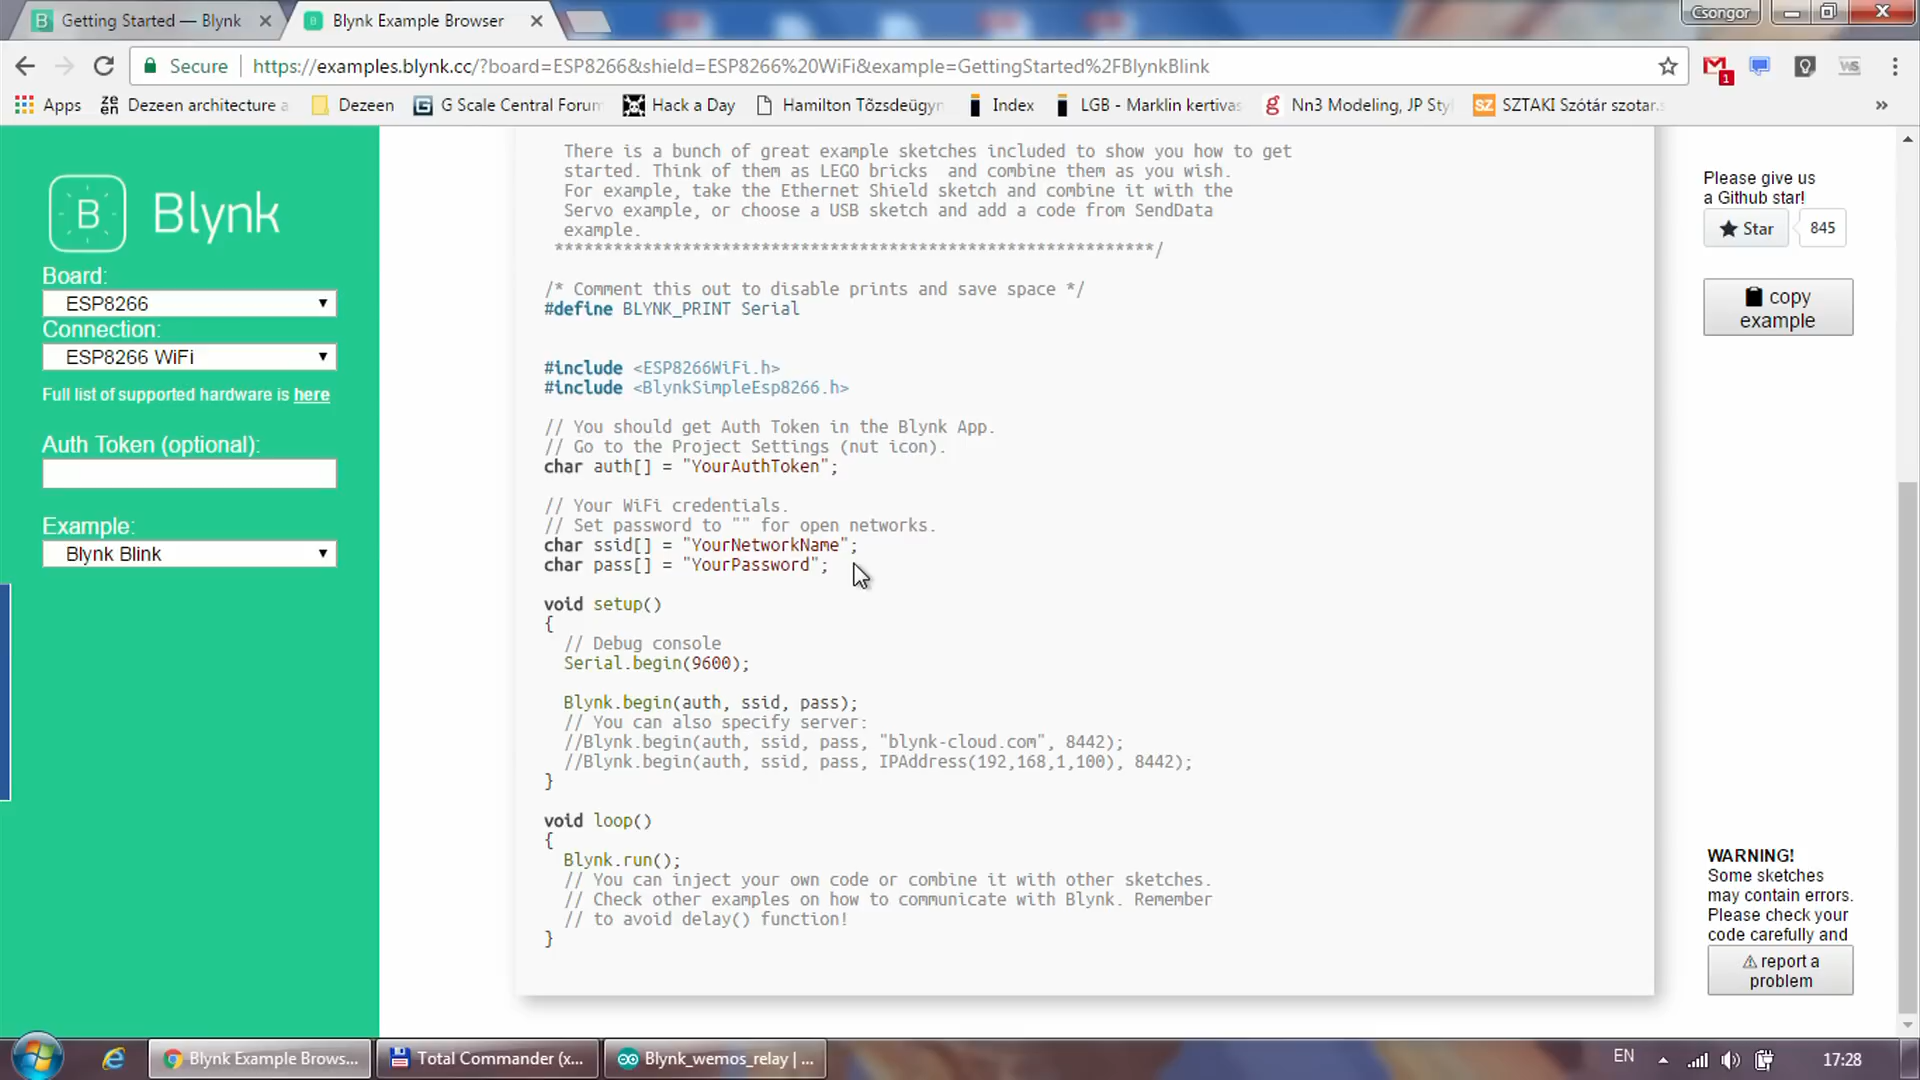 Getting Started — Blynk
Blynk Example Browser
Csongor
Secure
https://examples.blynk.cc/?board=ESP8266&shield=ESP8266%20WiFi&example=GettingStarted%2FBlynkBlink
1
Apps
Dezeen architecture a
Dezeen
G Scale Central Forum
Hack a Day
Hamilton Tőzsdeügyn
Index
LGB - Marklin kertivas
Nn3 Modeling, JP Styl
SZTAKI Szótár szotar.s
»
B Blynk
Board:
ESP8266
Connection:
ESP8266 WiFi
Full list of supported hardware is here
Auth Token (optional):
Example:
Blynk Blink
There is a bunch of great example sketches included to show you how to get
started. Think of them as LEGO bricks  and combine them as you wish.
For example, take the Ethernet Shield sketch and combine it with the
Servo example, or choose a USB sketch and add a code from SendData
example.
*************************************************************/
/* Comment this out to disable prints and save space */
#define BLYNK_PRINT Serial
#include <ESP8266WiFi.h>
#include <BlynkSimpleEsp8266.h>
// You should get Auth Token in the Blynk App.
// Go to the Project Settings (nut icon).
char auth[] = "YourAuthToken";
// Your WiFi credentials.
// Set password to "" for open networks.
char ssid[] = "YourNetworkName";
char pass[] = "YourPassword";
void setup()
{
// Debug console
Serial.begin(9600);
Blynk.begin(auth, ssid, pass);
// You can also specify server:
//Blynk.begin(auth, ssid, pass, "blynk-cloud.com", 8442);
//Blynk.begin(auth, ssid, pass, IPAddress(192,168,1,100), 8442);
}
void loop()
{
Blynk.run();
// You can inject your own code or combine it with other sketches.
// Check other examples on how to communicate with Blynk. Remember
// to avoid delay() function!
}
Please give us
a Github star!
Star 845
copy
example
WARNING!
Some sketches
may contain errors.
Please check your
code carefully and
report a
problem
Blynk Example Brows...
Total Commander (x...
Blynk_wemos_relay | ...
EN
17:28